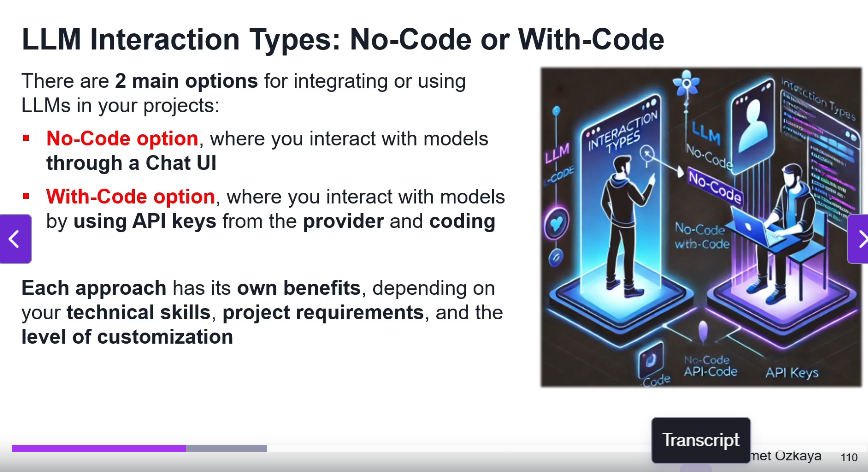 LLM Interaction Types: No-Code or With-Code
There are 2 main options for integrating or using
LLMs in your projects:
No-Code option, where you interact with models
through a Chat UI
With-Code option, where you interact with models
by using API keys from the provider and coding
Each approach has its own benefits, depending on
your technical skills, project requirements, and the
level of customization
INTERACTION
TYPES
LLM
-CODE
LLM
No-Code
No-Code
No-Code
with-Code
Interaction Types
No-Code
API-Code
Code
API Keys
Transcript
met Ozkaya
110